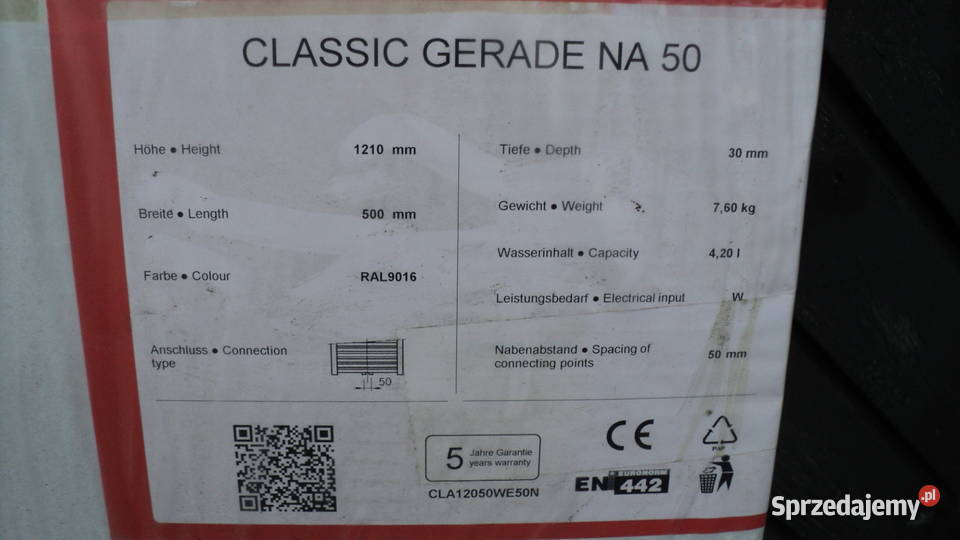 CLASSIC GERADE NA 50
Höhe ● Height 1210 mm
Breite ● Length 500 mm
Farbe ● Colour RAL9016
Anschluss ● Connection
type
50
Tiefe ● Depth 30 mm
Gewicht ● Weight 7,60 kg
Wasserinhalt ● Capacity 4,20 l
Leistungsbedarf ● Electrical input W
Nabenabstand ● Spacing of
connecting points 50 mm
5 Jahre Garantie
years warranty
CLA12050WE50N
CE
EN EURONORM
442
PAP
Sprzedajemy.pl